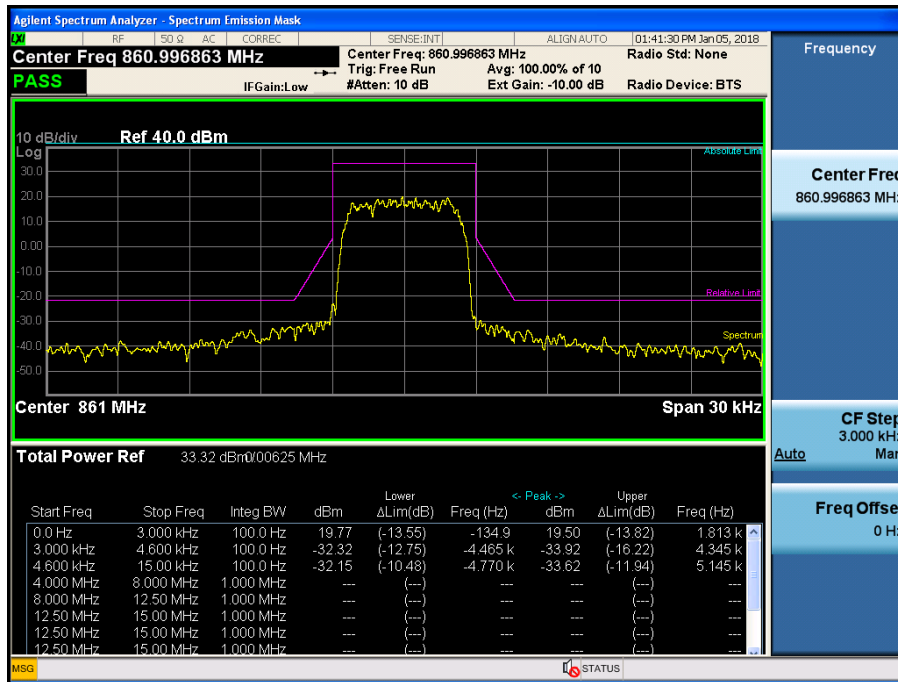 Agilent Spectrum Analyzer - Spectrum Emission Mask
LXI RF 50 Ω AC CORREC SENSE:INT ALIGN AUTO 01:41:30 PM Jan 05, 2018
Center Freq 860.996863 MHz
Center Freq: 860.996863 MHz
Radio Std: None
Trig: Free Run Avg: 100.00% of 10
PASS
IFGain:Low
#Atten: 10 dB Ext Gain: -10.00 dB Radio Device: BTS
Frequency
10 dB/div Ref 40.0 dBm
Log
Absolute Limit
30.0
20.0
10.0
0.00
-10.0
-20.0
Relative Limit
-30.0
Spectrum
-40.0
-50.0
Center 861 MHz Span 30 kHz
Center Freq
860.996863 MHz
CF Step
3.000 kHz
Auto Man
Freq Offset
0 Hz
Total Power Ref 33.32 dBm/0.00625 MHz
Lower <- Peak -> Upper
Start Freq Stop Freq Integ BW dBm ΔLim(dB) Freq (Hz) dBm ΔLim(dB) Freq (Hz)
0.0 Hz 3.000 kHz 100.0 Hz 19.77 (-13.55) -134.9 19.50 (-13.82) 1.813 k
3.000 kHz 4.600 kHz 100.0 Hz -32.32 (-12.75) -4.465 k -33.92 (-16.22) 4.345 k
4.600 kHz 15.00 kHz 100.0 Hz -32.15 (-10.48) -4.770 k -33.62 (-11.94) 5.145 k
4.000 MHz 8.000 MHz 1.000 MHz --- (---) --- --- (---) ---
8.000 MHz 12.50 MHz 1.000 MHz --- (---) --- --- (---) ---
12.50 MHz 15.00 MHz 1.000 MHz --- (---) --- --- (---) ---
12.50 MHz 15.00 MHz 1.000 MHz --- (---) --- --- (---) ---
12.50 MHz 15.00 MHz 1.000 MHz --- (---) --- --- (---) ---
MSG STATUS